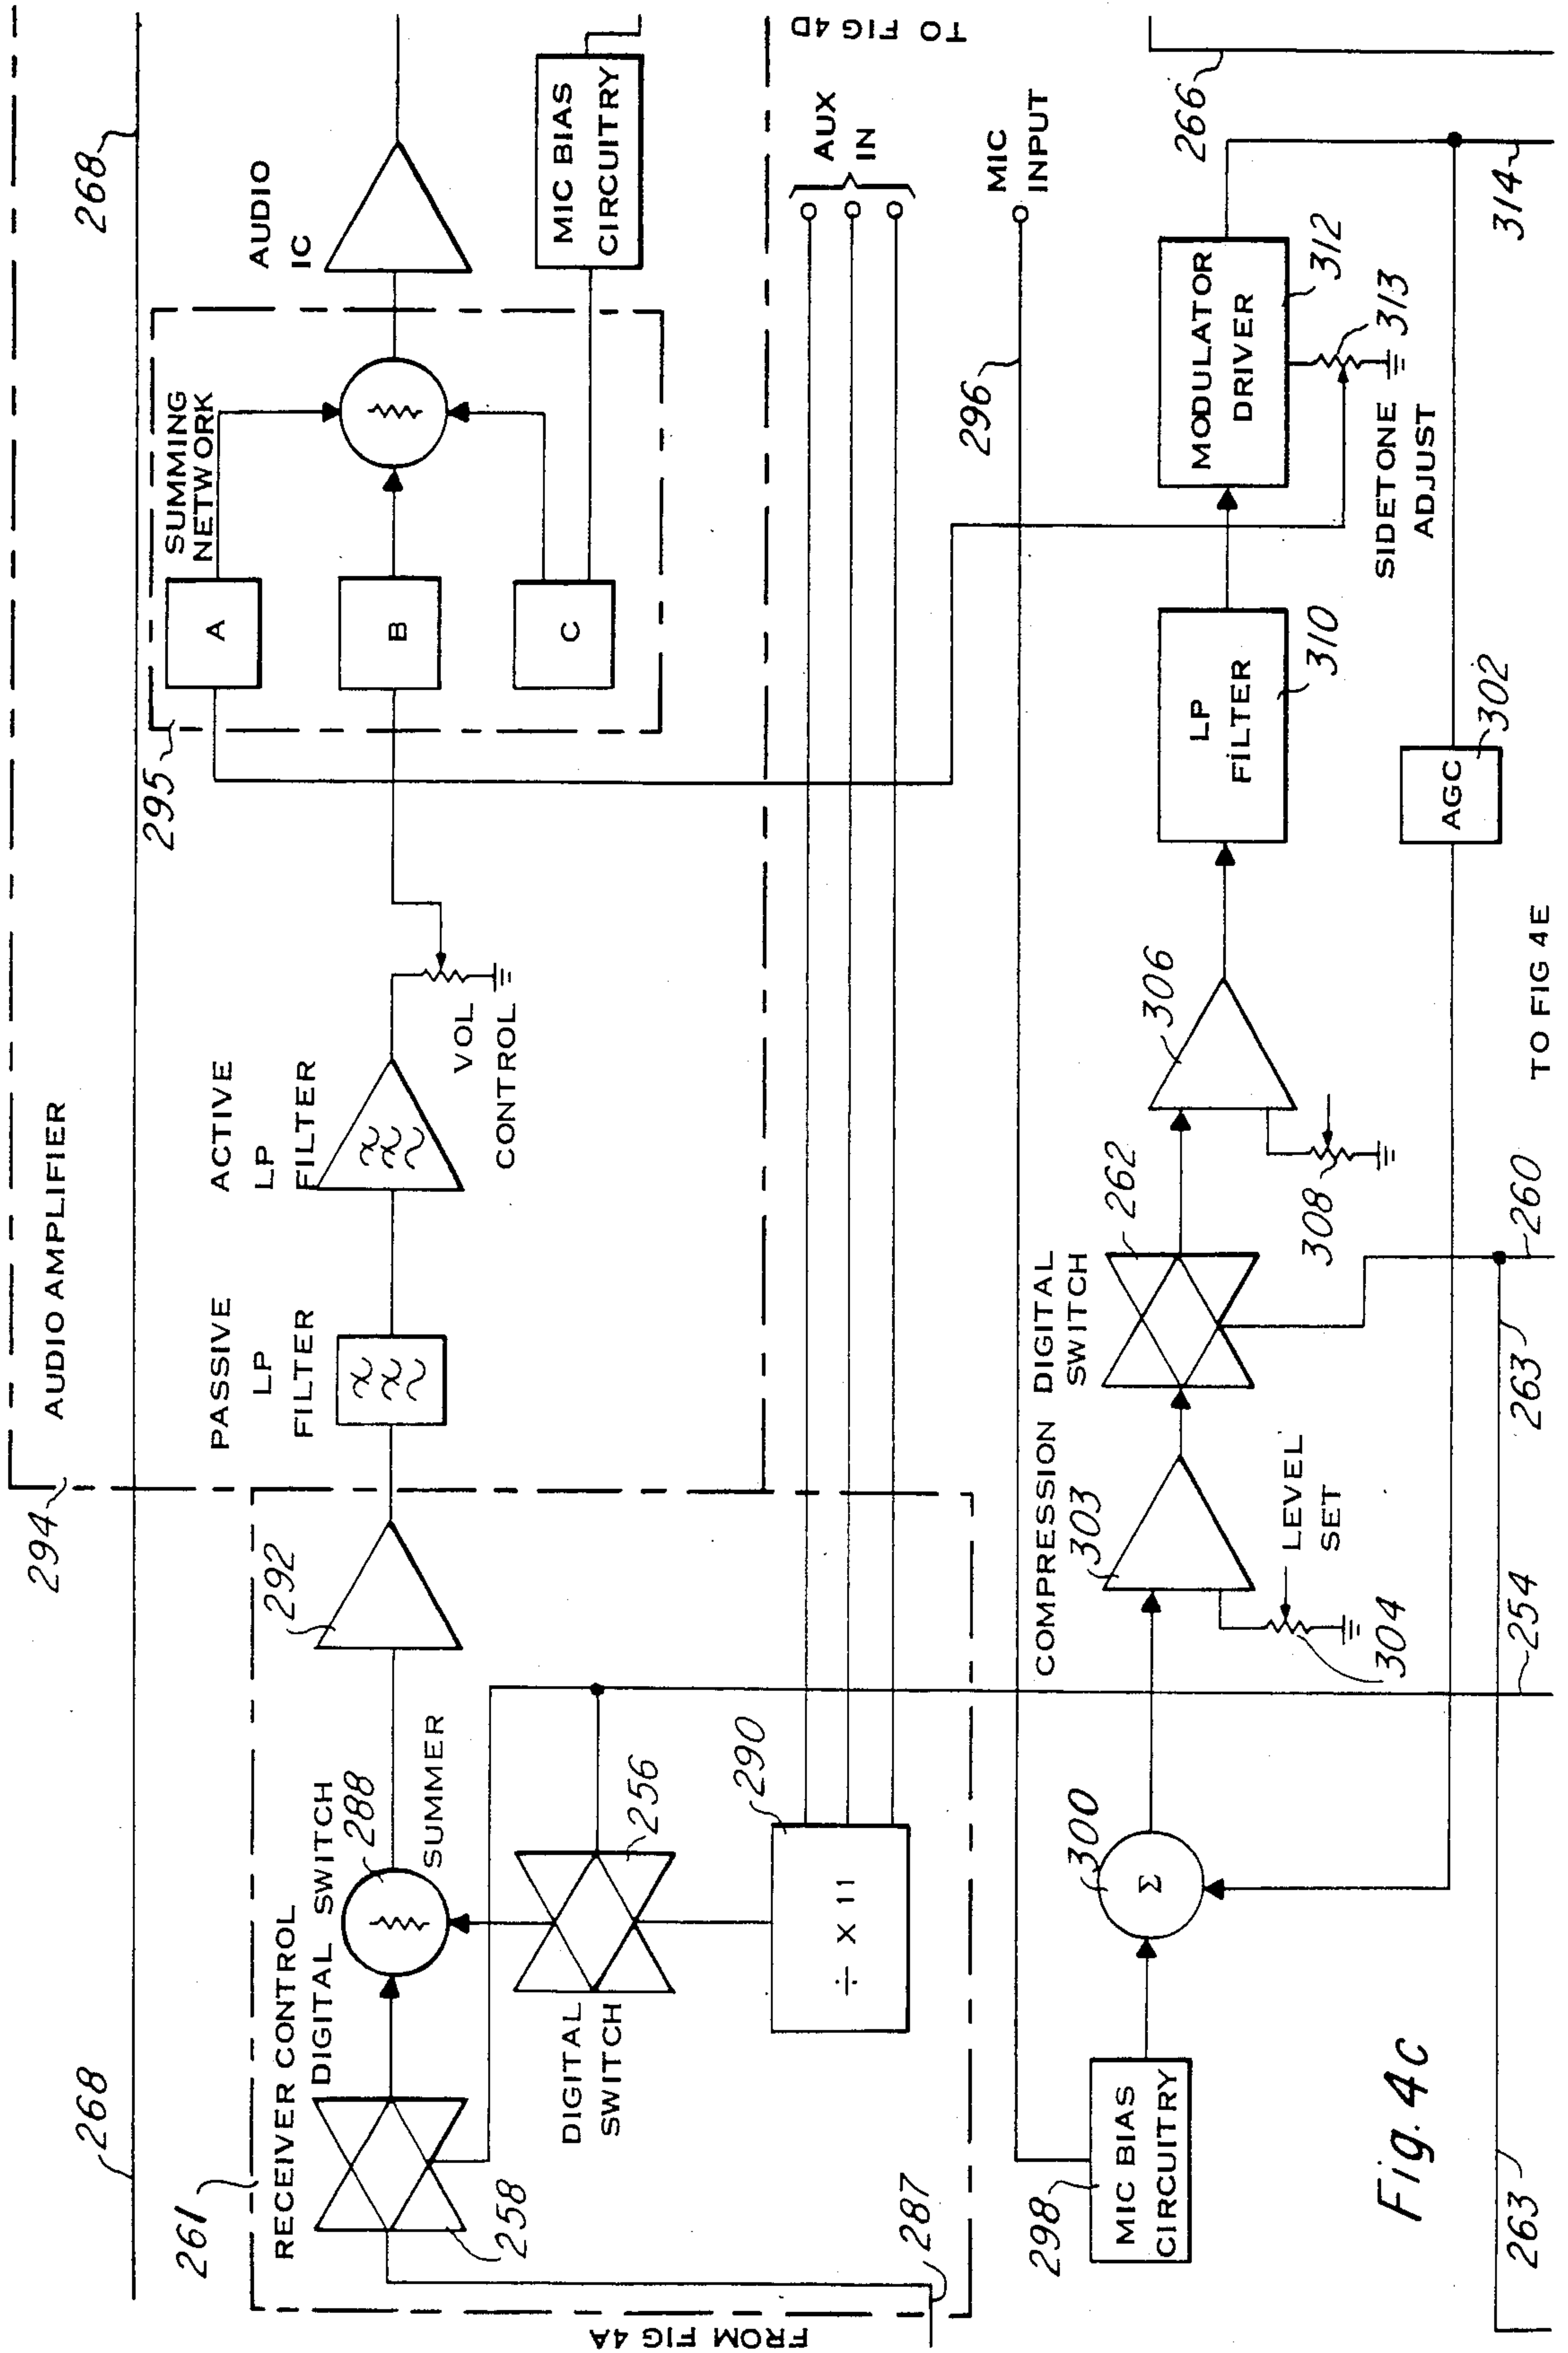 268
268
294
AUDIO AMPLIFIER
AUDIO
IC
MIC BIAS
CIRCUITRY
SUMMING
NETWORK
A
B
C
295
ACTIVE
LP
FILTER
VOL
CONTROL
PASSIVE
LP
FILTER
292
261
RECEIVER CONTROL
DIGITAL SWITCH
288
SUMMER
258
DIGITAL
SWITCH
256
290
÷ X 11
287
FROM FIG 4A
TO FIG 4D
AUX
IN
MIC
INPUT
296
266
298
MIC BIAS
CIRCUITRY
300
Σ
303
304
LEVEL
SET
COMPRESSION DIGITAL
SWITCH
262
306
308
LP
FILTER
310
MODULATOR
DRIVER
312
313
SIDETONE
ADJUST
314
AGC
302
254
260
263
263
TO FIG 4E
Fig. 4c